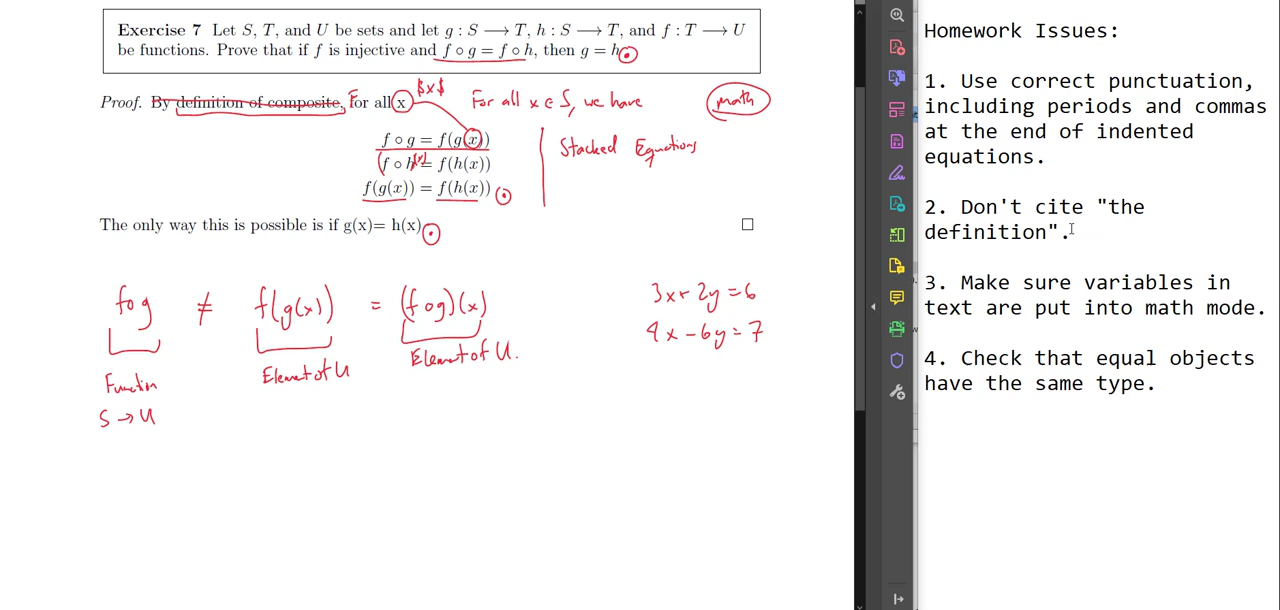 Exercise 7 Let S, T, and U be sets and let g : S ⟶ T, h : S ⟶ T, and f : T ⟶ U
be functions. Prove that if f is injective and f ∘ g = f ∘ h, then g = h.
$x$
Proof. By definition of composite, For all x
For all x ∈ S, we have
math
f ∘ g = f(g(x))
(f ∘ h)(x) = f(h(x))
f(g(x)) = f(h(x)).
Stacked Equations
The only way this is possible is if g(x)= h(x).
□
f∘g ≠ f(g(x)) = (f∘g)(x)
Function
S → U
Element of U
Element of U.
3x + 2y = 6
4x − 6y = 7
Homework Issues:
1. Use correct punctuation,
including periods and commas
at the end of indented
equations.
2. Don't cite "the
definition".
3. Make sure variables in
text are put into math mode.
4. Check that equal objects
have the same type.